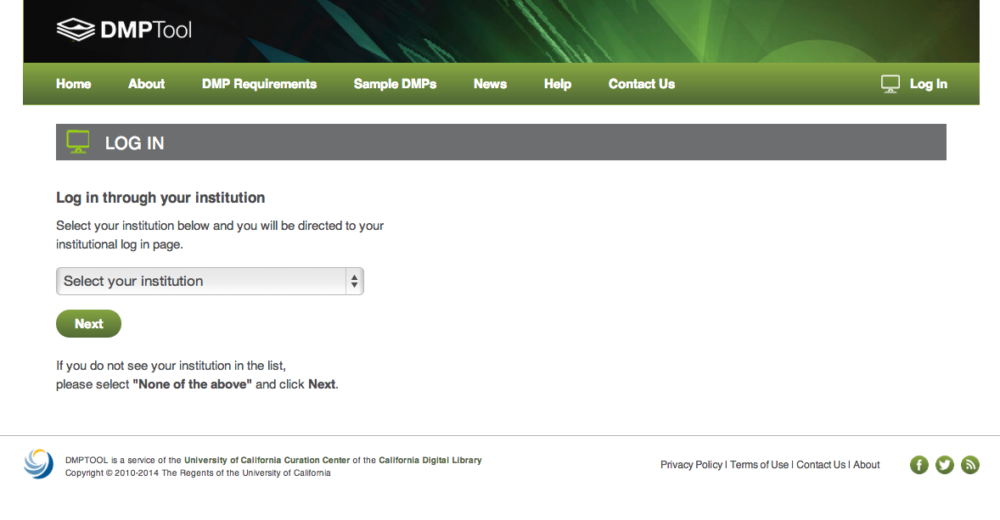 DMPTool
Home About DMP Requirements Sample DMPs News Help Contact Us Log In
LOG IN
Log in through your institution
Select your institution below and you will be directed to your
institutional log in page.
Select your institution
Next
If you do not see your institution in the list,
please select "None of the above" and click Next.
DMPTOOL is a service of the University of California Curation Center of the California Digital Library
Copyright © 2010-2014 The Regents of the University of California
Privacy Policy | Terms of Use | Contact Us | About